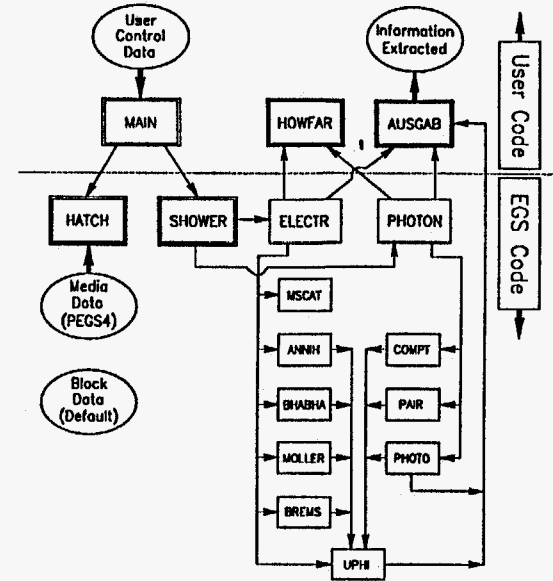 User
Control
Data
Information
Extracted
User Code
MAIN
HOWFAR
AUSGAB
HATCH
SHOWER
ELECTR
PHOTON
EGS Code
Media
Data
(PEGS4)
MSCAT
ANNIH
COMPT
Block
Data
(Default)
BHABHA
PAIR
MOLLER
PHOTO
BREMS
UPHI